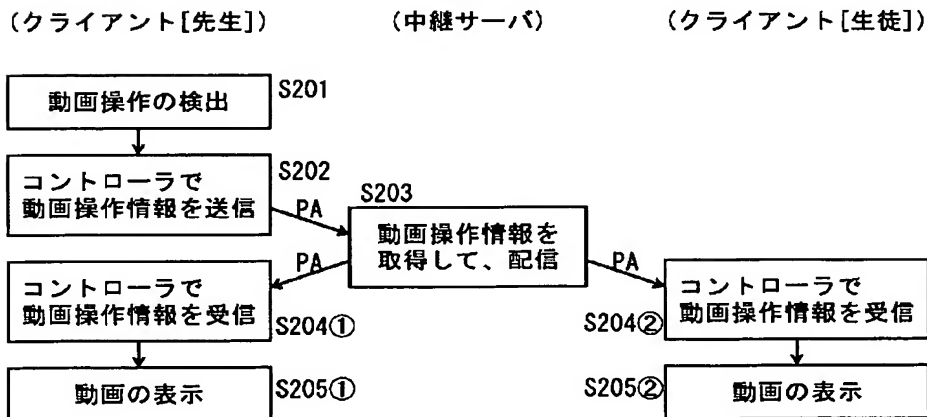 (クライアント[先生])
(中継サーバ)
(クライアント[生徒])
動画操作の検出
S201
コントローラで
動画操作情報を送信
S202
PA
S203
動画操作情報を
取得して、配信
PA
PA
コントローラで
動画操作情報を受信
S204①
コントローラで
動画操作情報を受信
S204②
動画の表示
S205①
動画の表示
S205②